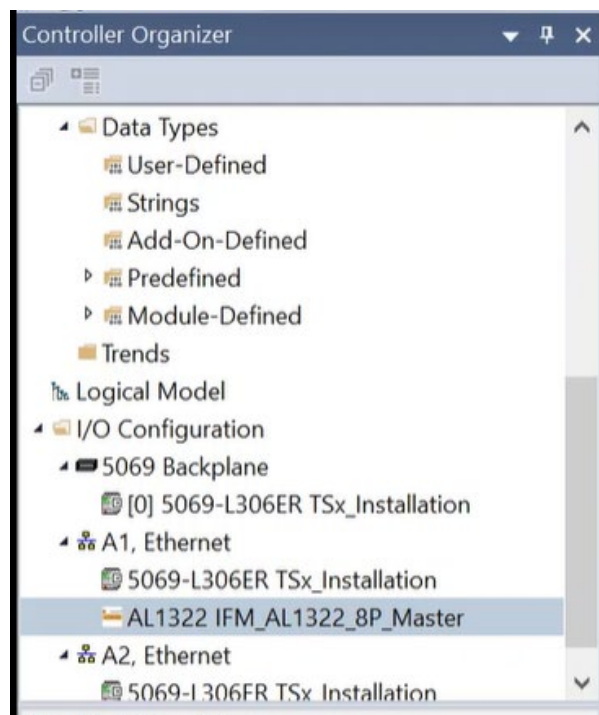 Controller Organizer
Data Types
User-Defined
Strings
Add-On-Defined
Predefined
Module-Defined
Trends
Logical Model
I/O Configuration
5069 Backplane
[0] 5069-L306ER TSx_Installation
A1, Ethernet
5069-L306ER TSx_Installation
AL1322 IFM_AL1322_8P_Master
A2, Ethernet
5069-L306ER TSx_Installation